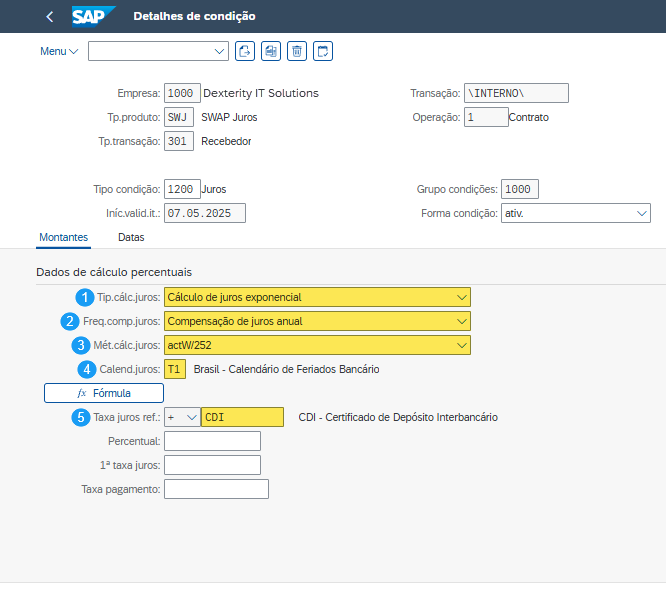 SAP Detalhes de condição
Menu
Empresa: 1000 Dexterity IT Solutions Transação: \INTERNO\
Tp.produto: SWJ SWAP Juros Operação: 1 Contrato
Tp.transação: 301 Recebedor
Tipo condição: 1200 Juros Grupo condições: 1000
Iníc.valid.it.: 07.05.2025 Forma condição: ativ.
Montantes Datas
Dados de cálculo percentuais
1 Tip.cálc.juros: Cálculo de juros exponencial
2 Freq.comp.juros: Compensação de juros anual
3 Mét.cálc.juros: actW/252
4 Calend.juros: T1 Brasil - Calendário de Feriados Bancário
fx Fórmula
5 Taxa juros ref.: + CDI CDI - Certificado de Depósito Interbancário
Percentual:
1ª taxa juros:
Taxa pagamento: